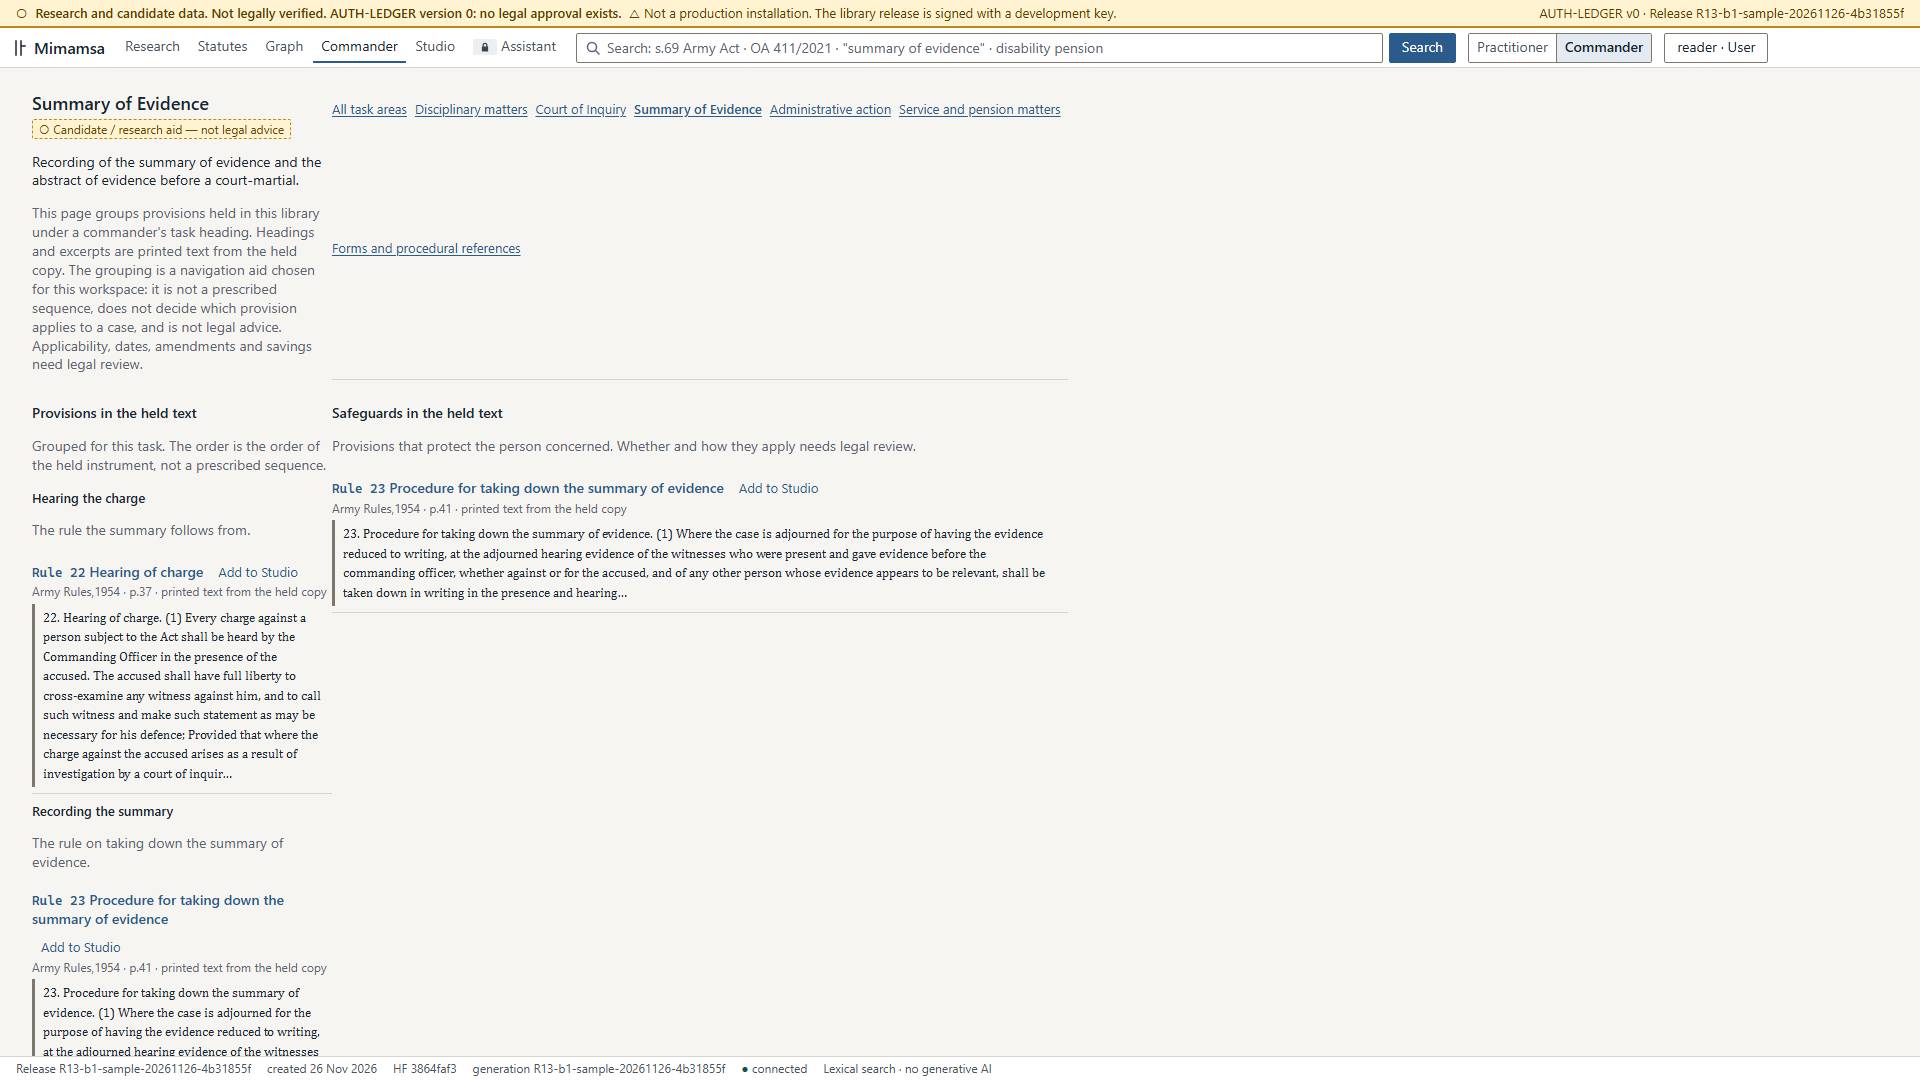 Research and candidate data. Not legally verified. AUTH-LEDGER version 0: no legal approval exists. ⚠ Not a production installation. The library release is signed with a development key.
AUTH-LEDGER v0 · Release R13-b1-sample-20261126-4b31855f
Mimamsa
Research
Statutes
Graph
Commander
Studio
Assistant
Search: s.69 Army Act · OA 411/2021 · "summary of evidence" · disability pension
Search
Practitioner
Commander
reader · User
Summary of Evidence
Candidate / research aid — not legal advice
Recording of the summary of evidence and the
abstract of evidence before a court-martial.
This page groups provisions held in this library
under a commander's task heading. Headings
and excerpts are printed text from the held
copy. The grouping is a navigation aid chosen
for this workspace: it is not a prescribed
sequence, does not decide which provision
applies to a case, and is not legal advice.
Applicability, dates, amendments and savings
need legal review.
All task areas Disciplinary matters Court of Inquiry Summary of Evidence Administrative action Service and pension matters
Forms and procedural references
Provisions in the held text
Grouped for this task. The order is the order of
the held instrument, not a prescribed sequence.
Hearing the charge
The rule the summary follows from.
Rule 22 Hearing of charge Add to Studio
Army Rules,1954 · p.37 · printed text from the held copy
22. Hearing of charge. (1) Every charge against a
person subject to the Act shall be heard by the
Commanding Officer in the presence of the
accused. The accused shall have full liberty to
cross-examine any witness against him, and to call
such witness and make such statement as may be
necessary for his defence; Provided that where the
charge against the accused arises as a result of
investigation by a court of inquir...
Recording the summary
The rule on taking down the summary of
evidence.
Rule 23 Procedure for taking down the
summary of evidence
Add to Studio
Army Rules,1954 · p.41 · printed text from the held copy
23. Procedure for taking down the summary of
evidence. (1) Where the case is adjourned for the
purpose of having the evidence reduced to writing,
at the adjourned hearing evidence of the witnesses
Safeguards in the held text
Provisions that protect the person concerned. Whether and how they apply needs legal review.
Rule 23 Procedure for taking down the summary of evidence Add to Studio
Army Rules,1954 · p.41 · printed text from the held copy
23. Procedure for taking down the summary of evidence. (1) Where the case is adjourned for the purpose of having the evidence
reduced to writing, at the adjourned hearing evidence of the witnesses who were present and gave evidence before the
commanding officer, whether against or for the accused, and of any other person whose evidence appears to be relevant, shall be
taken down in writing in the presence and hearing...
Release R13-b1-sample-20261126-4b31855f created 26 Nov 2026 HF 3864faf3 generation R13-b1-sample-20261126-4b31855f ● connected Lexical search · no generative AI